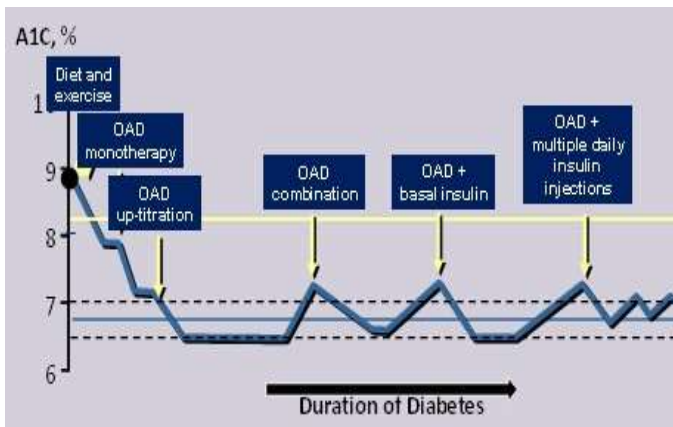 A1C, %
Diet and
exercise
OAD
monotherapy
OAD
up-titration
OAD
combination
OAD +
basal insulin
OAD +
multiple daily
insulin
injections
9
8
7
6
Duration of Diabetes